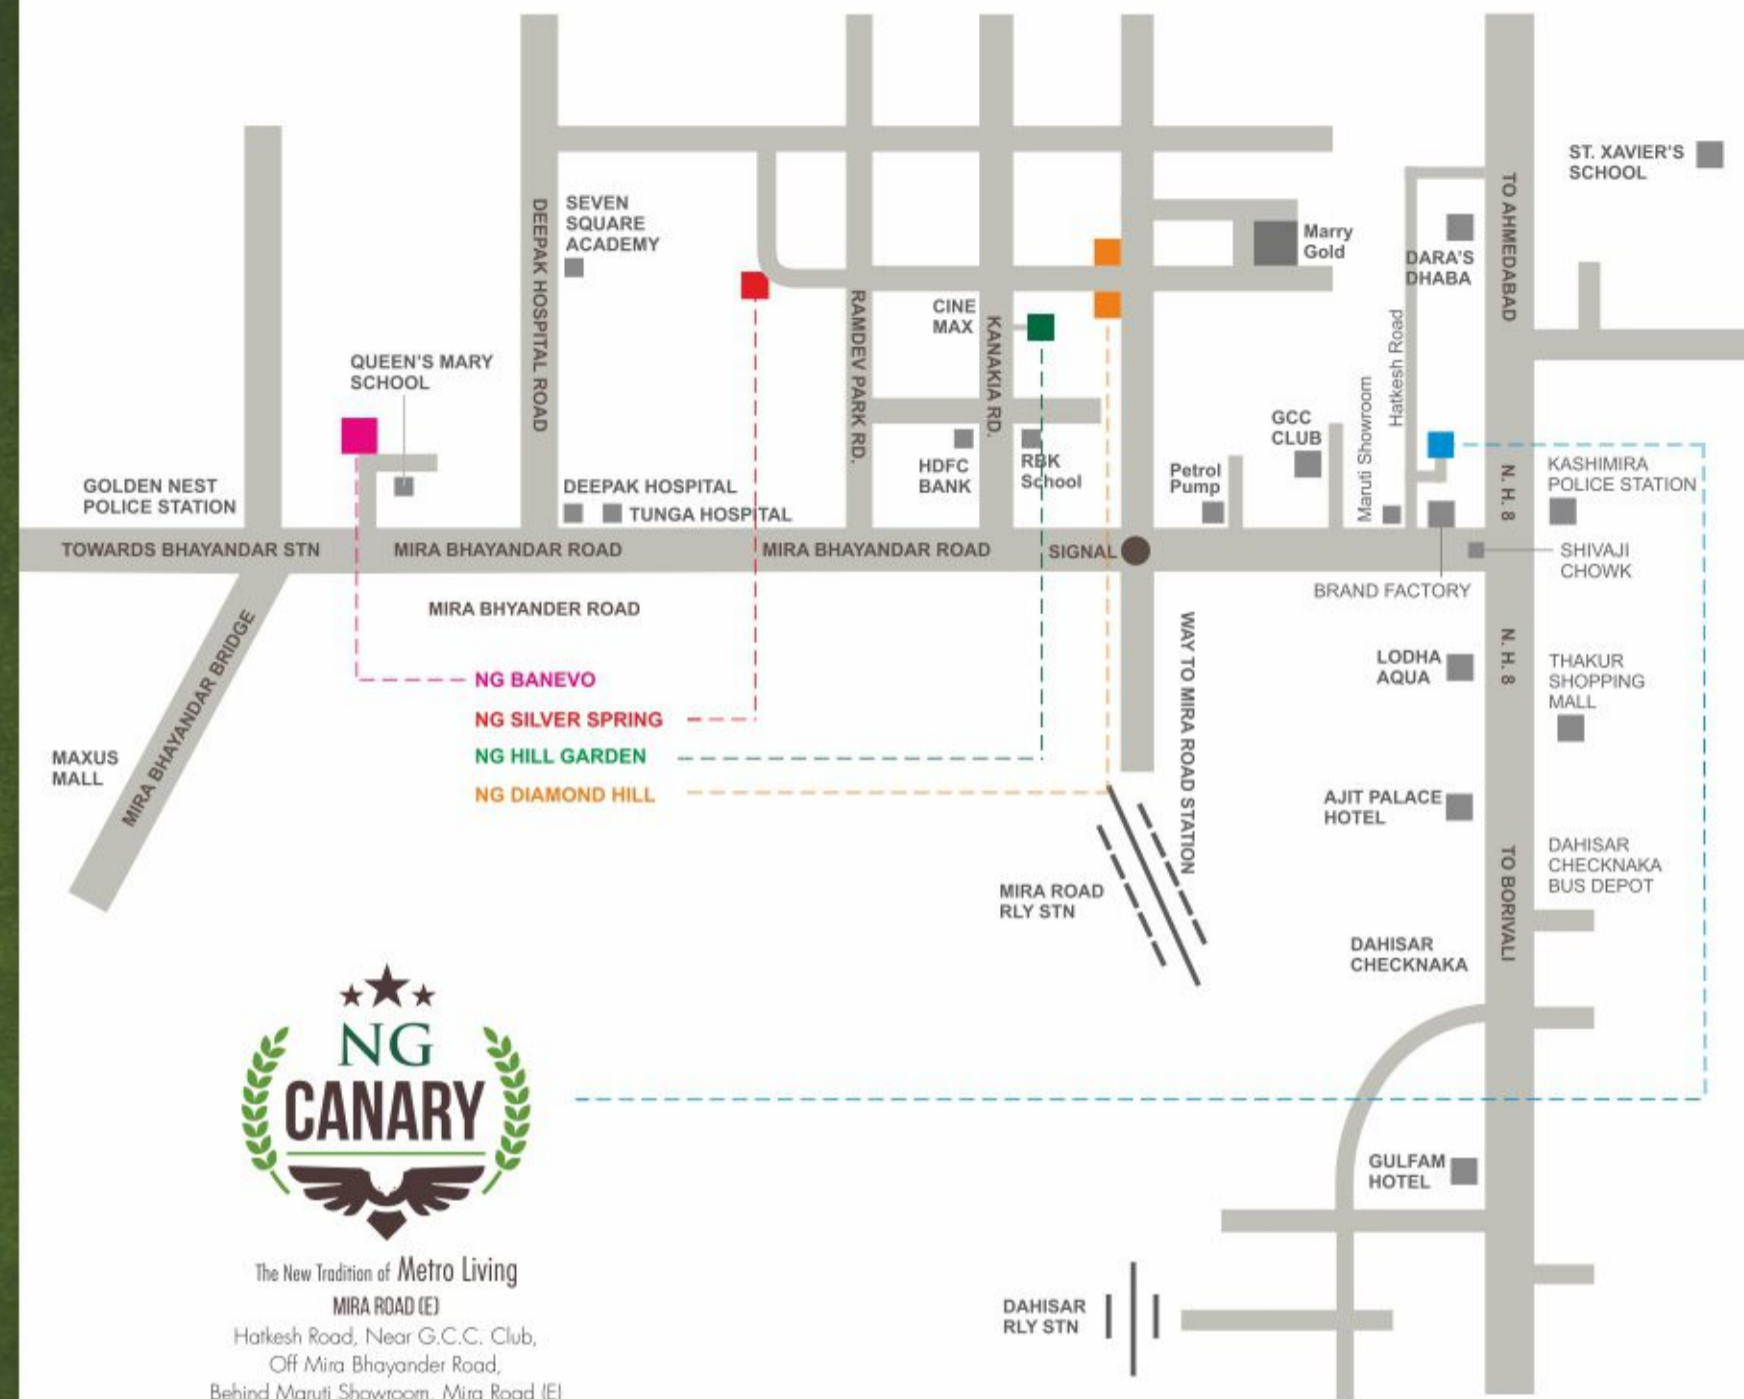 ST. XAVIER'S
SCHOOL
TO AHMEDABAD
DEEPAK HOSPITAL ROAD
SEVEN
SQUARE
ACADEMY
Marry
Gold
DARA'S
DHABA
CINE
MAX
RAMDEV PARK RD.
KANAKIA RD.
Hatkesh Road
QUEEN'S MARY
SCHOOL
Maruti Showroom
GCC
CLUB
HDFC
BANK
RBK
School
Petrol
Pump
N. H. 8
KASHIMIRA
POLICE STATION
GOLDEN NEST
POLICE STATION
DEEPAK HOSPITAL
TUNGA HOSPITAL
TOWARDS BHAYANDAR STN
MIRA BHAYANDAR ROAD
MIRA BHAYANDAR ROAD
SIGNAL
SHIVAJI
CHOWK
BRAND FACTORY
MIRA BHYANDER ROAD
MIRA BHAYANDAR BRIDGE
WAY TO MIRA ROAD STATION
N. H. 8
LODHA
AQUA
THAKUR
SHOPPING
MALL
NG BANEVO
NG SILVER SPRING
NG HILL GARDEN
NG DIAMOND HILL
MAXUS
MALL
AJIT PALACE
HOTEL
DAHISAR
CHECKNAKA
BUS DEPOT
TO BORIVALI
MIRA ROAD
RLY STN
DAHISAR
CHECKNAKA
NG
CANARY
GULFAM
HOTEL
The New Tradition of Metro Living
MIRA ROAD (E)
DAHISAR
RLY STN
Hatkesh Road, Near G.C.C. Club,
Off Mira Bhayander Road,
Behind Maruti Showroom, Mira Road (E)